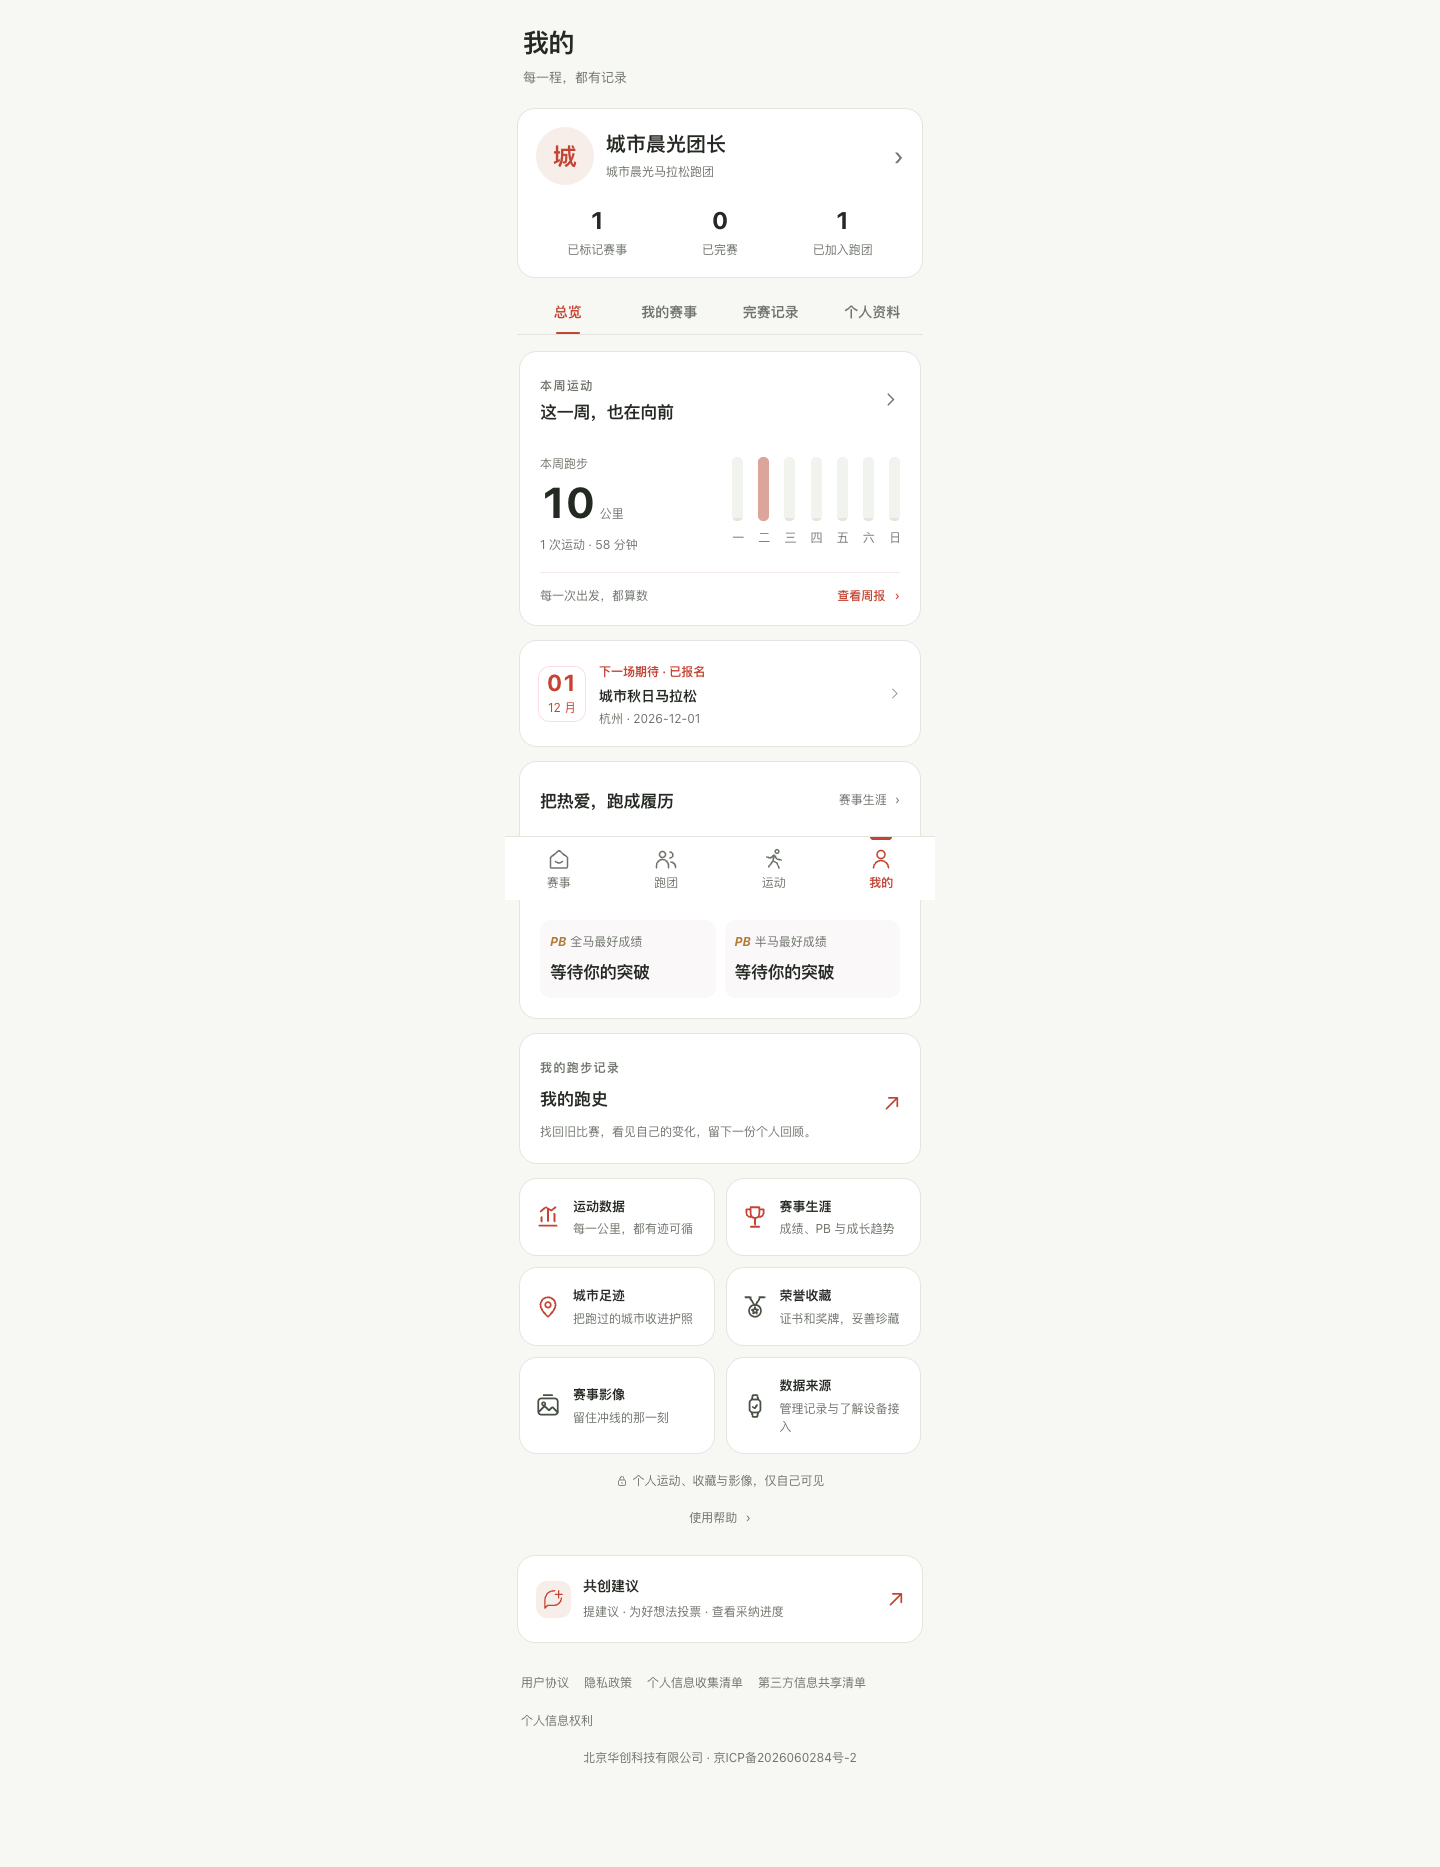 我的
每一程，都有记录
城
城市晨光团长
城市晨光马拉松跑团
›
1
0
1
已标记赛事
已完赛
已加入跑团
总览
我的赛事
完赛记录
个人资料
本周运动
这一周，也在向前
本周跑步
10 公里
1 次运动 · 58 分钟
一 二 三 四 五 六 日
每一次出发，都算数
查看周报 ›
01
12 月
下一场期待 · 已报名
城市秋日马拉松
杭州 · 2026-12-01
把热爱，跑成履历
赛事生涯 ›
赛事
跑团
运动
我的
PB 全马最好成绩
等待你的突破
PB 半马最好成绩
等待你的突破
我的跑步记录
我的跑史
找回旧比赛，看见自己的变化，留下一份个人回顾。
运动数据
每一公里，都有迹可循
赛事生涯
成绩、PB 与成长趋势
城市足迹
把跑过的城市收进护照
荣誉收藏
证书和奖牌，妥善珍藏
赛事影像
留住冲线的那一刻
数据来源
管理记录与了解设备接
入
个人运动、收藏与影像，仅自己可见
使用帮助 ›
共创建议
提建议 · 为好想法投票 · 查看采纳进度
用户协议 隐私政策 个人信息收集清单 第三方信息共享清单
个人信息权利
北京华创科技有限公司 · 京ICP备2026060284号-2